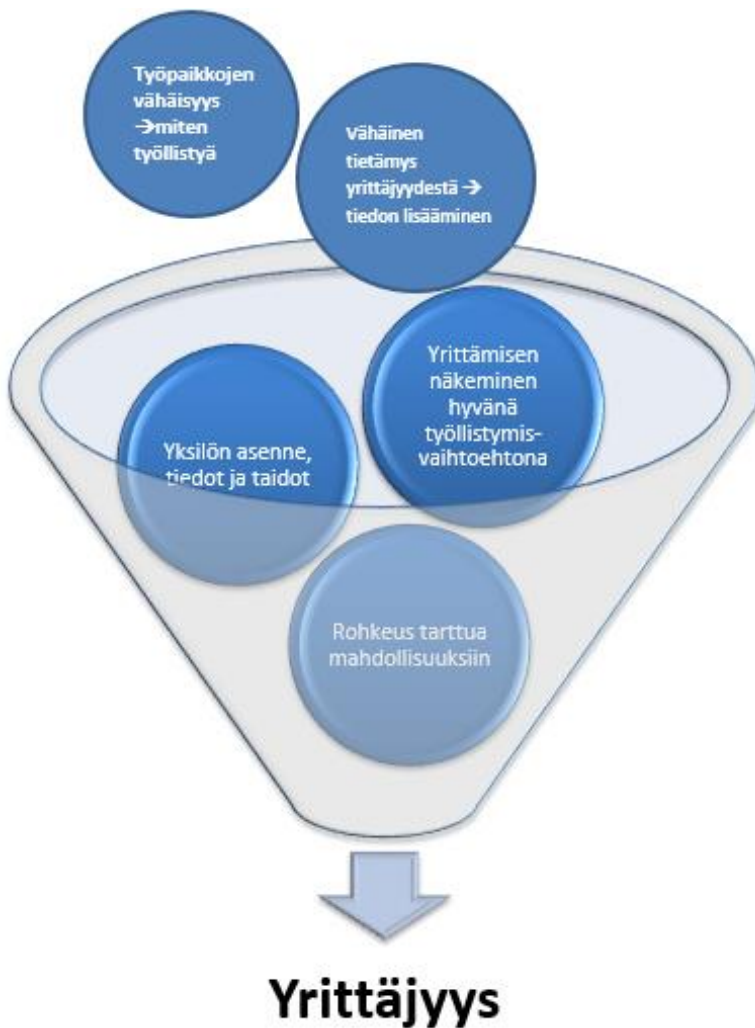 Työpaikkojen
vähäisyys
→miten
työllistyä
Vähäinen
tietämys
yrittäjyydestä →
tiedon lisääminen
Yrittämisen
näkeminen
hyvänä
työllistymis-
vaihtoehtona
Yksilön asenne,
tiedot ja taidot
Rohkeus tarttua
mahdollisuuksiin
Yrittäjyys